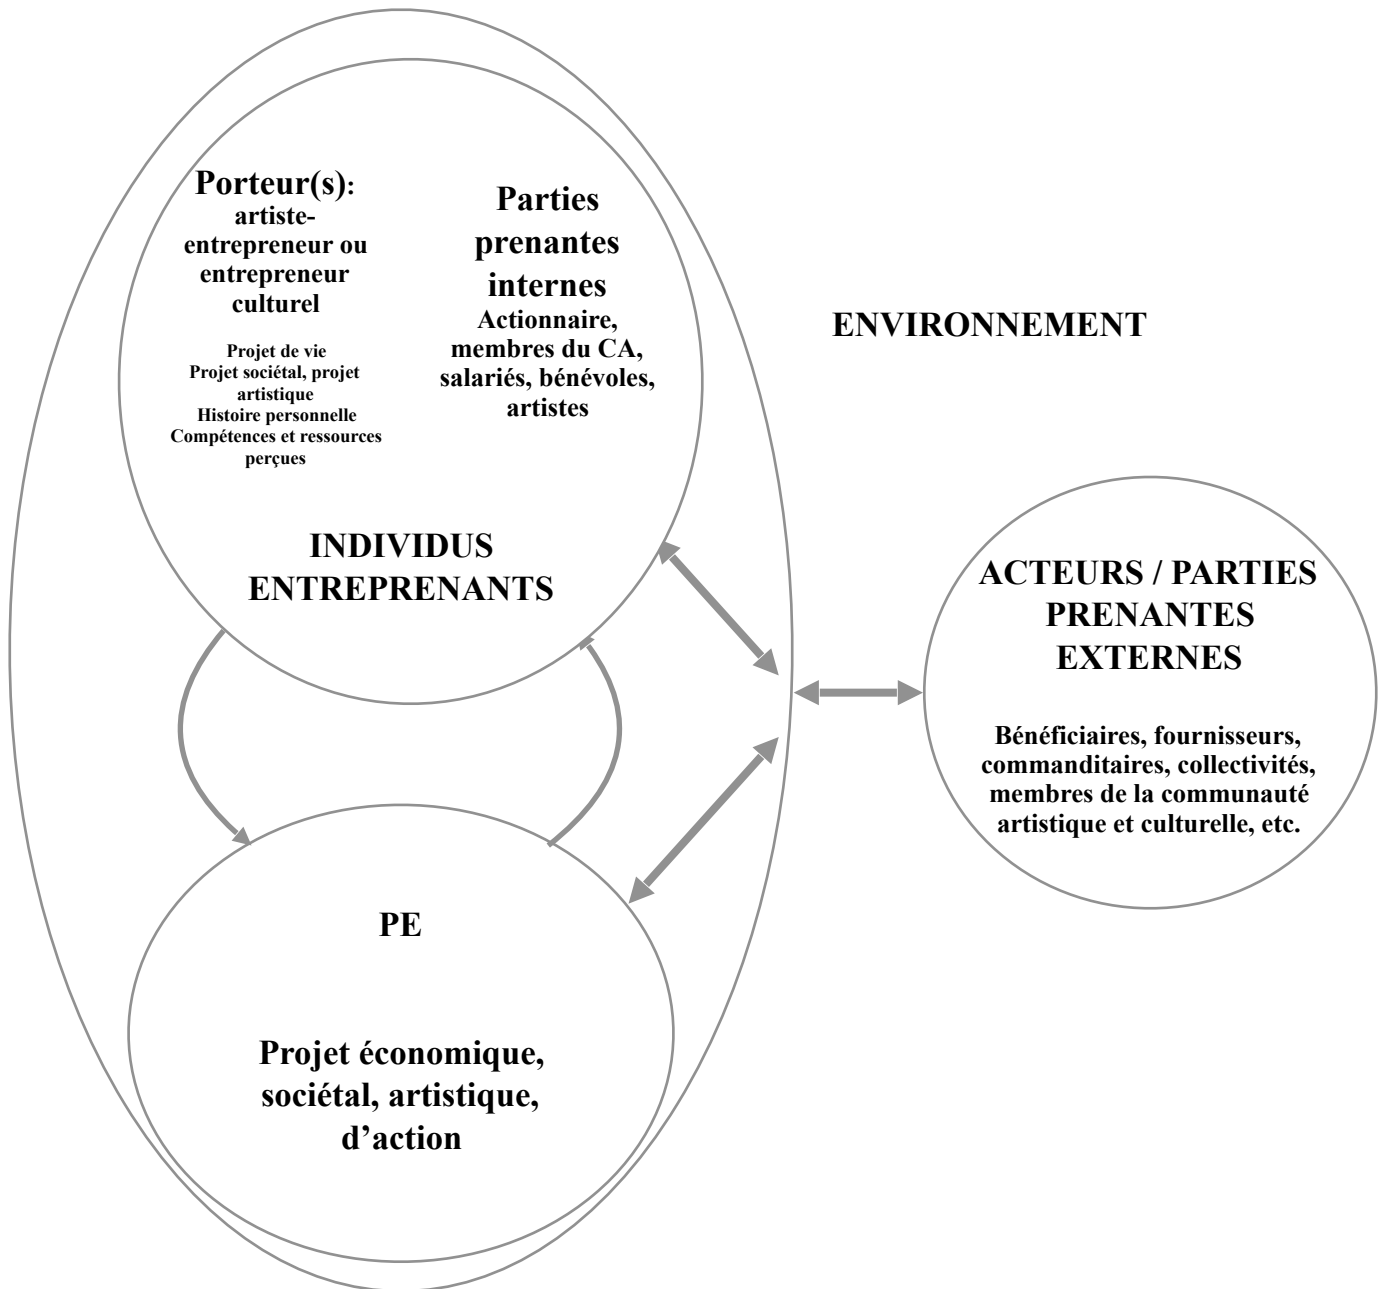 Porteur(s):
artiste-
entrepreneur ou
entrepreneur
culturel
Projet de vie
Projet sociétal, projet
artistique
Histoire personnelle
Compétences et ressources
perçues
Parties
prenantes
internes
Actionnaire,
membres du CA,
salariés, bénévoles,
artistes
INDIVIDUS
ENTREPRENANTS
ENVIRONNEMENT
ACTEURS / PARTIES
PRENANTES
EXTERNES
Bénéficiaires, fournisseurs,
commanditaires, collectivités,
membres de la communauté
artistique et culturelle, etc.
PE
Projet économique,
sociétal, artistique,
d’action